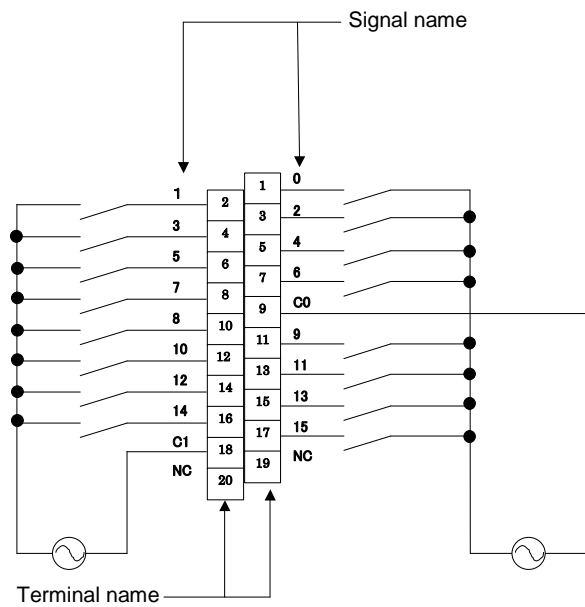 Signal name
1 2 1 0
3 4 3 2
5 6 5 4
7 8 7 6
8 10 9 C0
10 12 11 9
12 14 13 11
14 16 15 13
C1 18 17 15
NC 20 19 NC
Terminal name